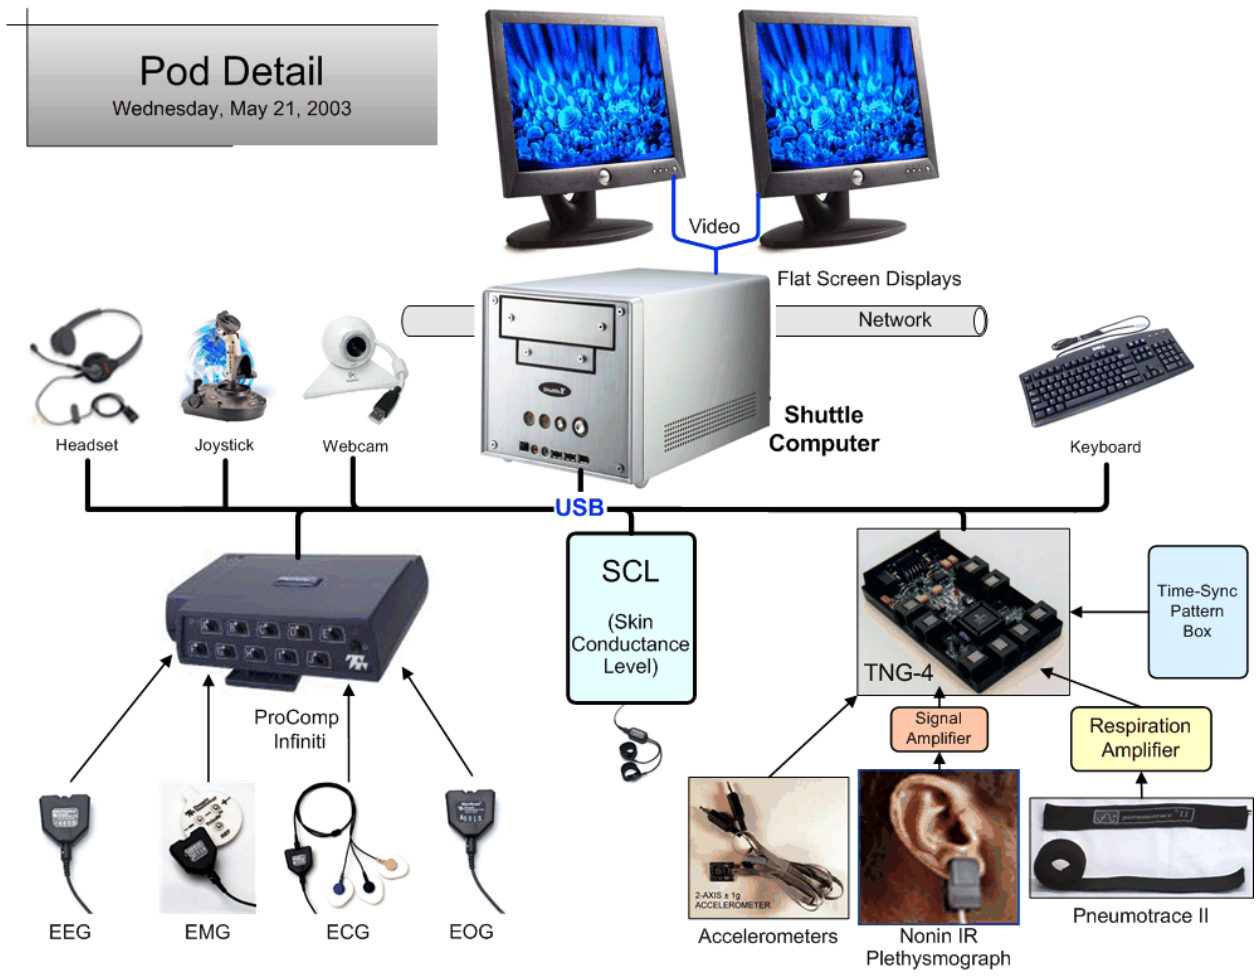 Pod Detail
Wednesday, May 21, 2003
Video
Flat Screen Displays
Network
Shuttle
Computer
Headset
Joystick
Webcam
Keyboard
USB
SCL
(Skin
Conductance
Level)
Time-Sync
Pattern
Box
TNG-4
ProComp
Infiniti
Signal
Amplifier
Respiration
Amplifier
2-AXIS ± 1g
ACCELEROMETER
pneumotrace II
EEG
EMG
ECG
EOG
Accelerometers
Nonin IR
Plethysmograph
Pneumotrace II